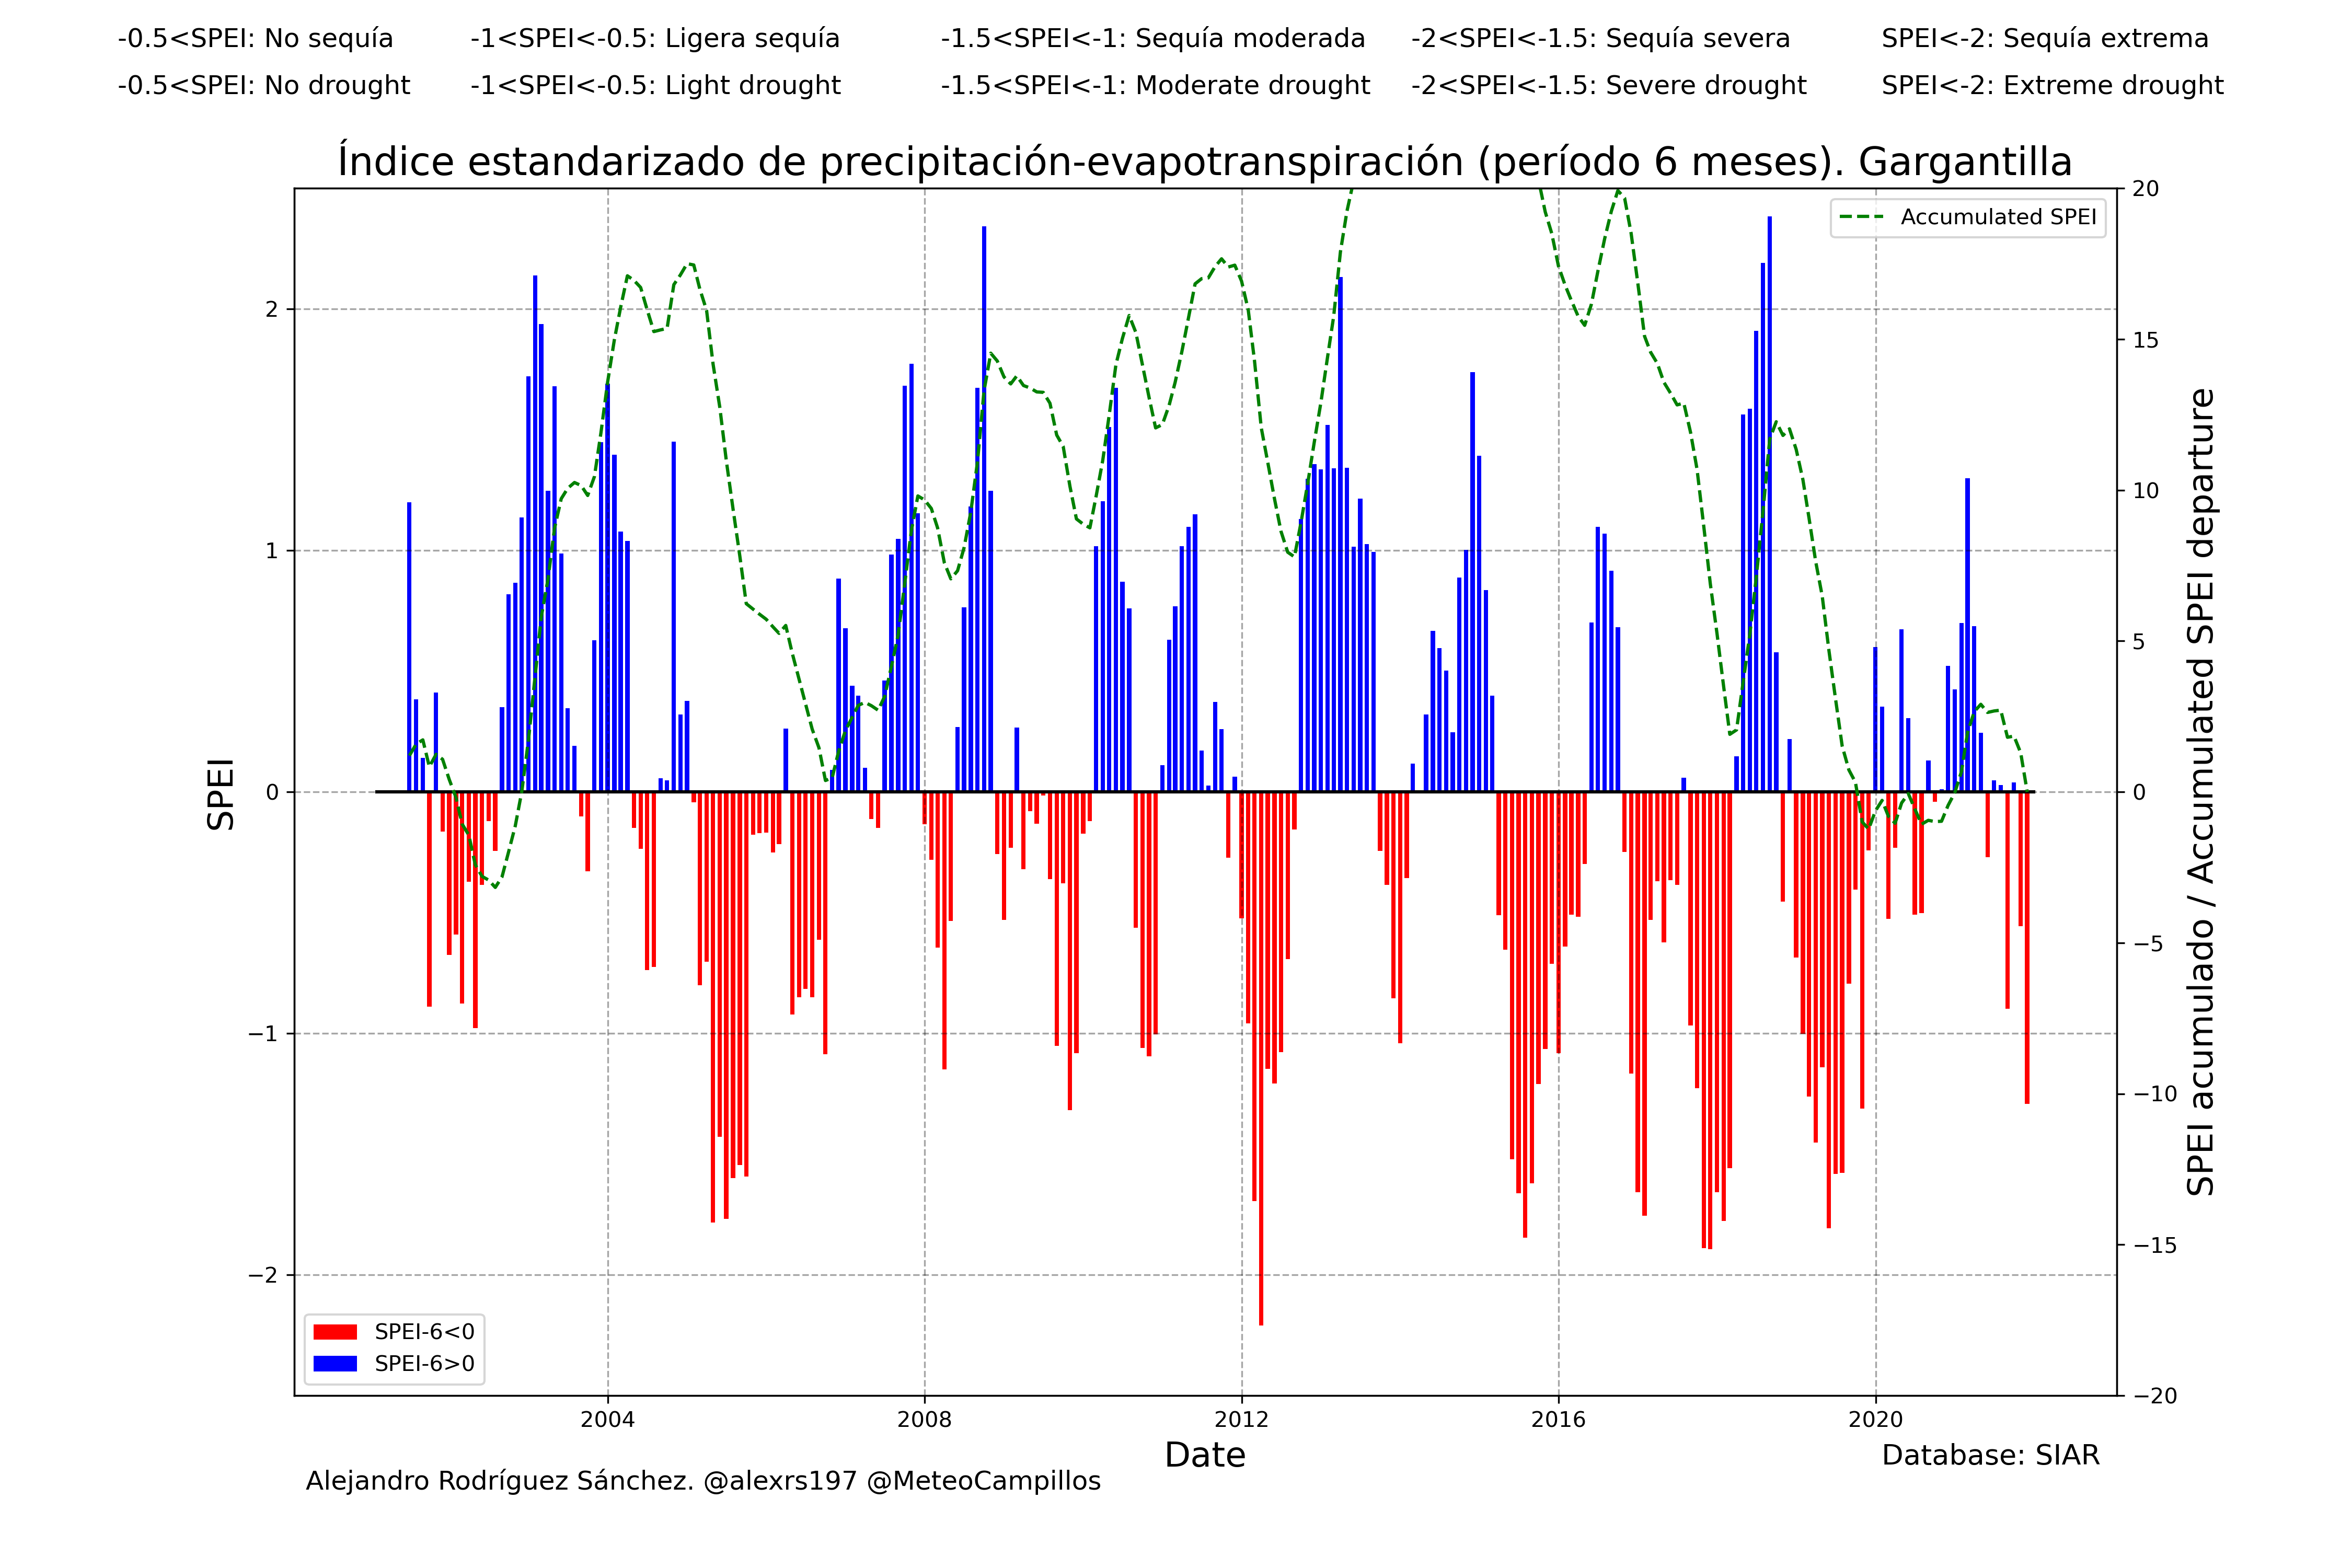 -0.5<SPEI: No sequía -1<SPEI<-0.5: Ligera sequía -1.5<SPEI<-1: Sequía moderada -2<SPEI<-1.5: Sequía severa SPEI<-2: Sequía extrema
-0.5<SPEI: No drought -1<SPEI<-0.5: Light drought -1.5<SPEI<-1: Moderate drought -2<SPEI<-1.5: Severe drought SPEI<-2: Extreme drought
Índice estandarizado de precipitación-evapotranspiración (período 6 meses). Gargantilla
Accumulated SPEI
SPEI
2
1
0
−1
−2
20
15
10
5
0
−5
−10
−15
−20
SPEI acumulado / Accumulated SPEI departure
SPEI-6<0
SPEI-6>0
2004 2008 2012 2016 2020
Date
Database: SIAR
Alejandro Rodríguez Sánchez. @alexrs197 @MeteoCampillos